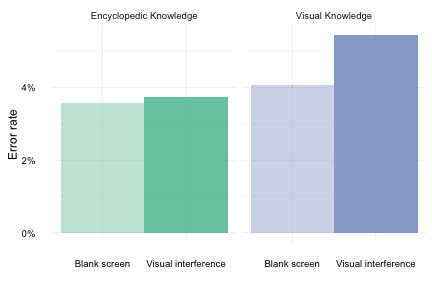 Encyclopedic Knowledge
Visual Knowledge
Error rate
4%
2%
0%
Blank screen
Visual interference
Blank screen
Visual interference